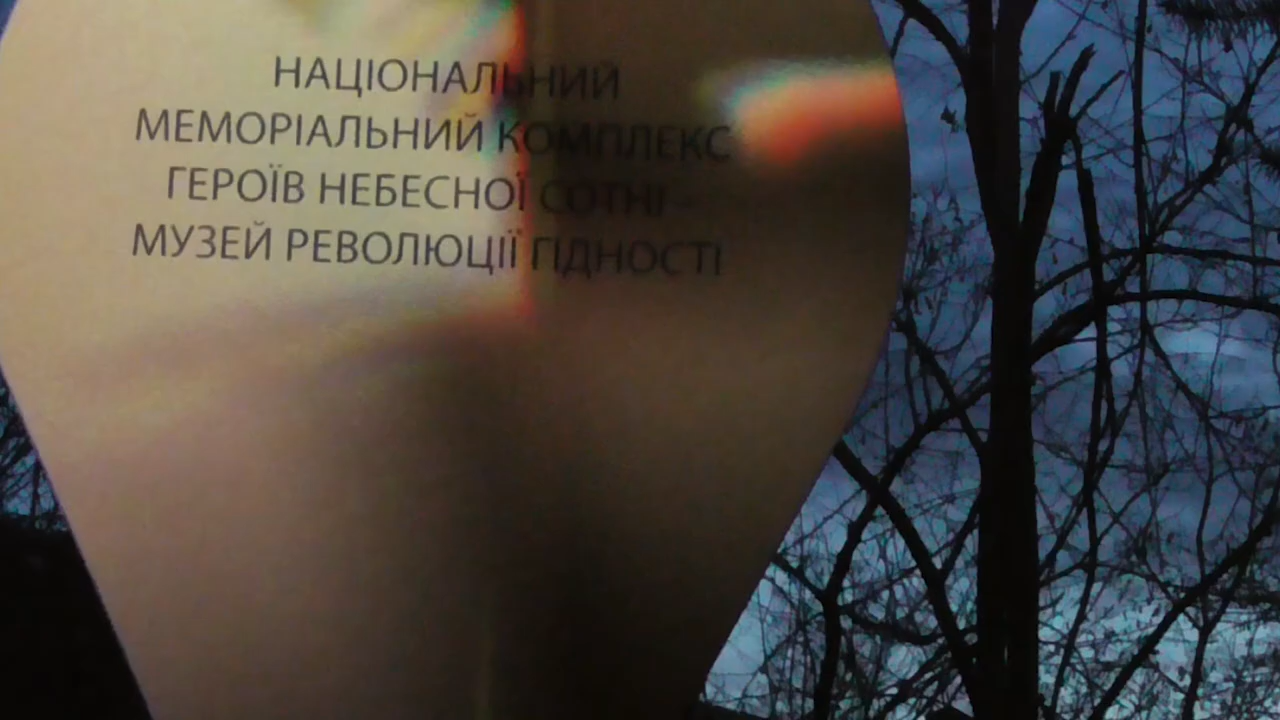 НАЦІОНАЛЬНИЙ
МЕМОРІАЛЬНИЙ КОМПЛЕКС
ГЕРОЇВ НЕБЕСНОЇ СОТНІ –
МУЗЕЙ РЕВОЛЮЦІЇ ГІДНОСТІ